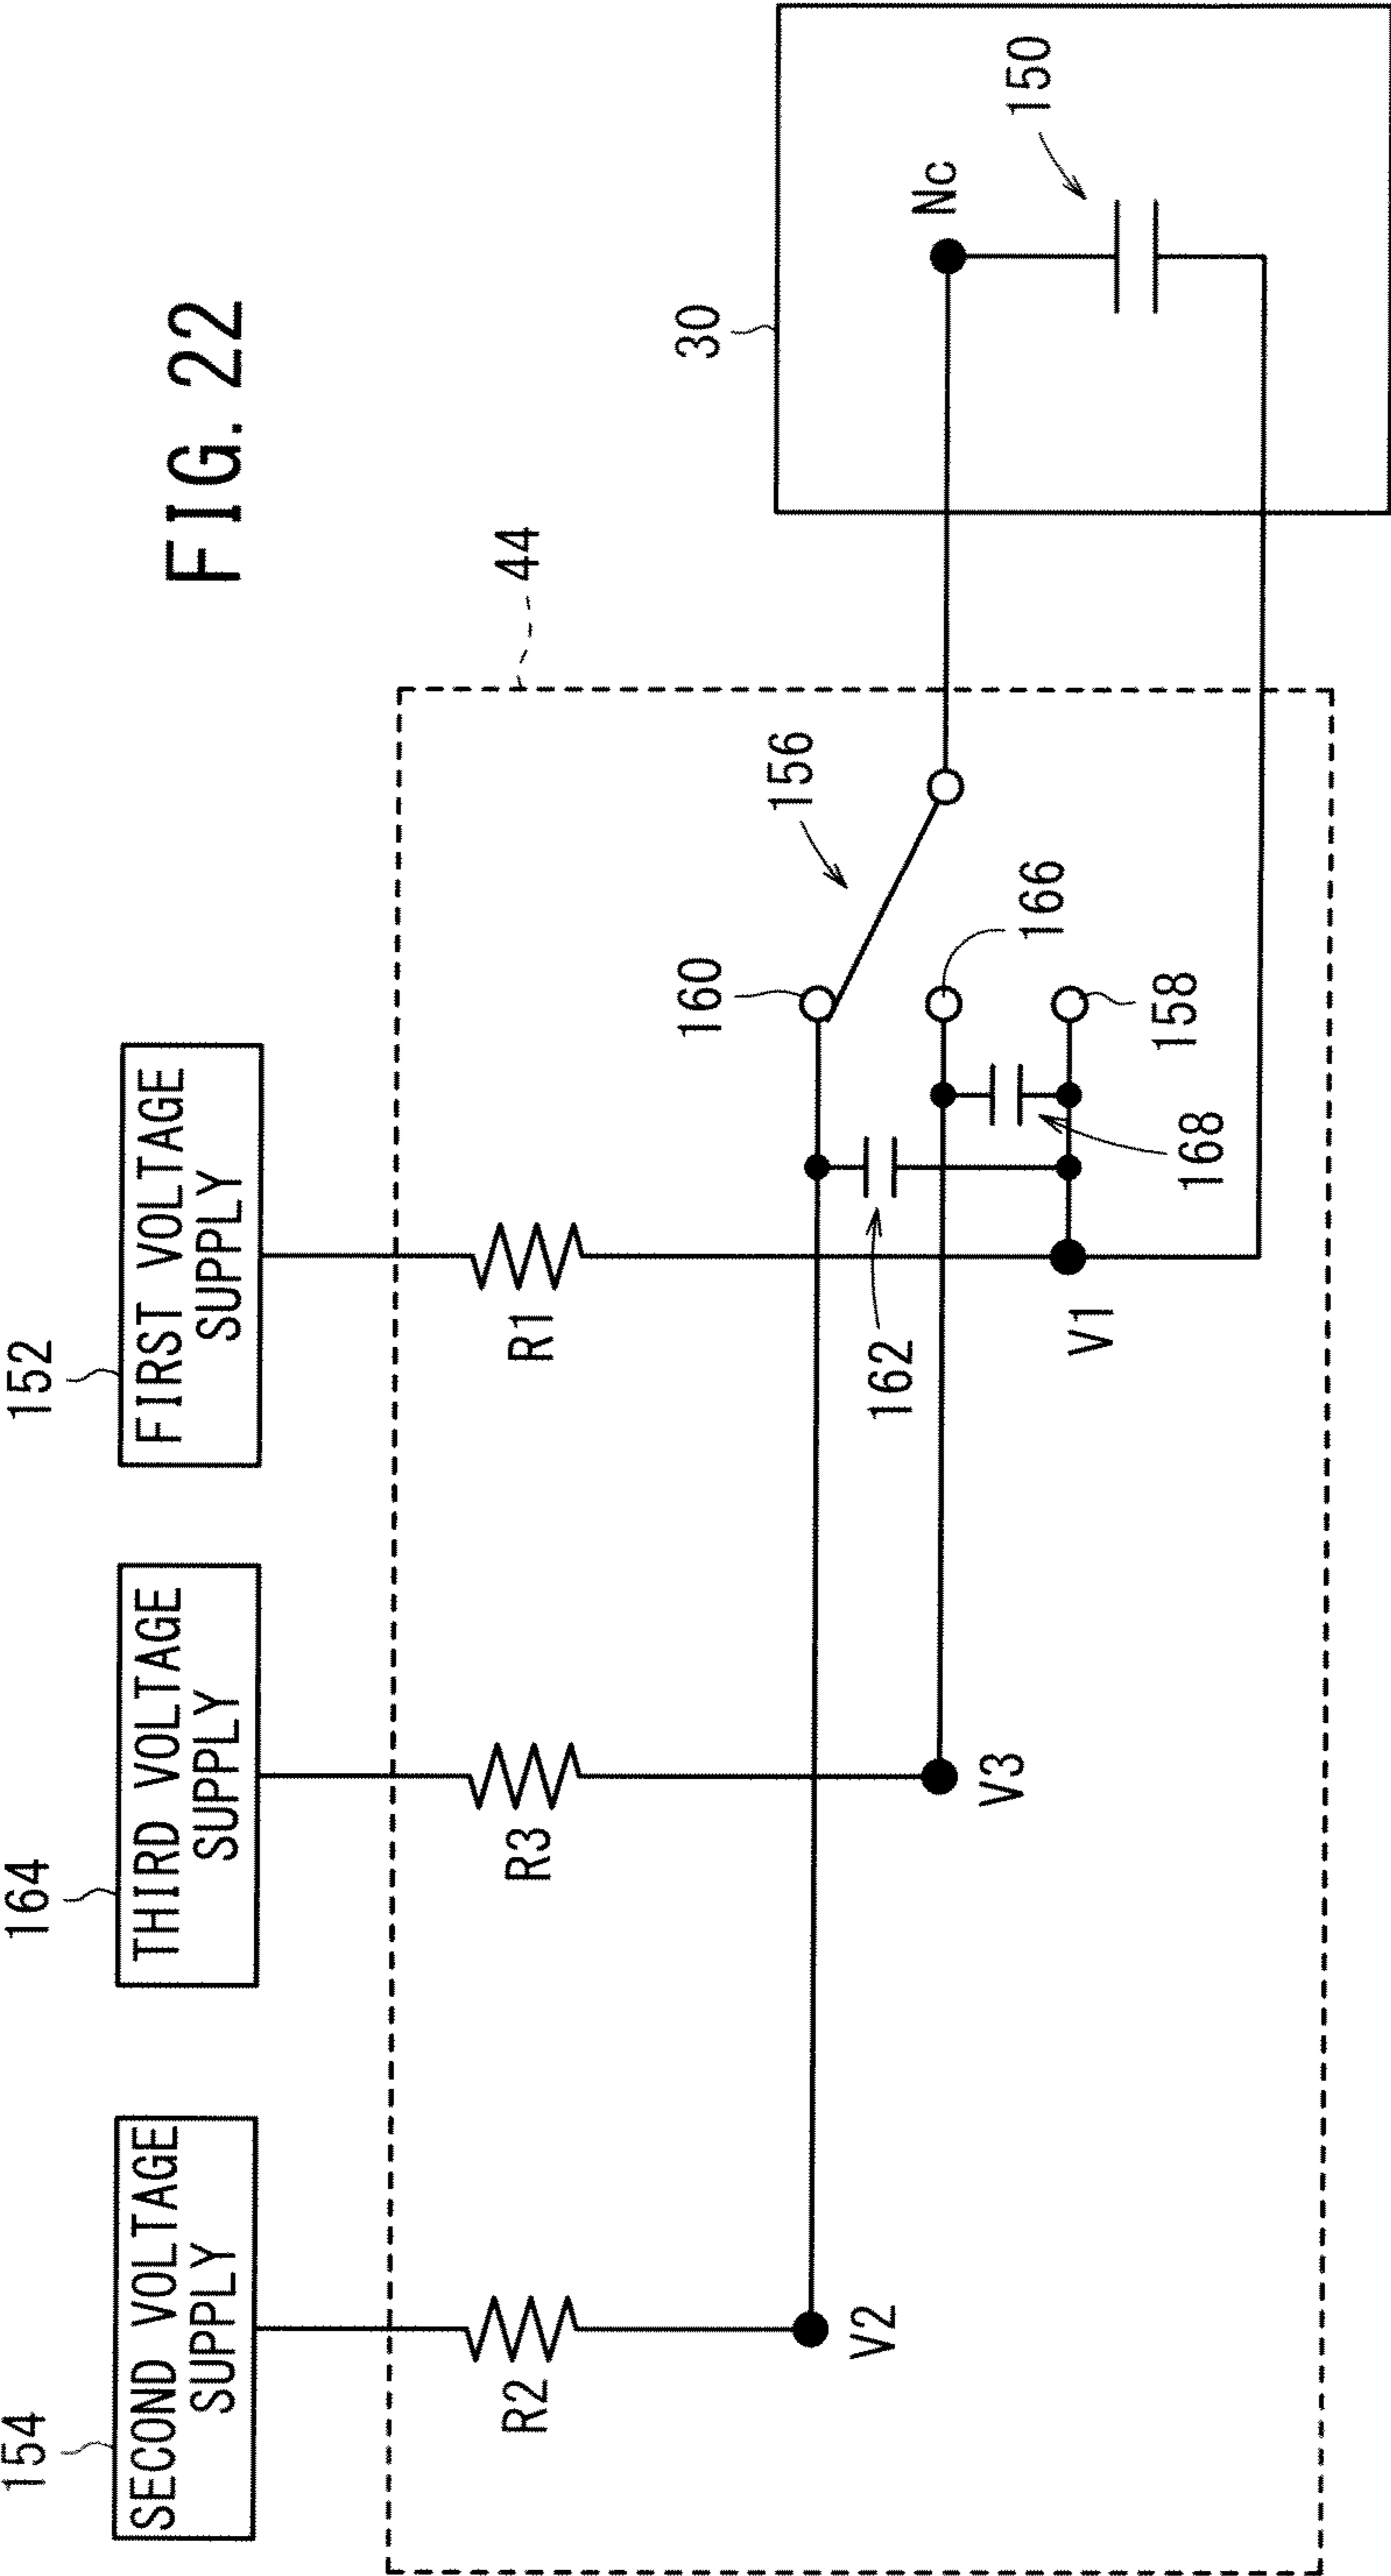 FIG. 22
154
SECOND VOLTAGE
SUPPLY
164
THIRD VOLTAGE
SUPPLY
152
FIRST VOLTAGE
SUPPLY
44
R2
R3
R1
30
160
156
Nc
150
V2
V3
162
166
V1
168
158